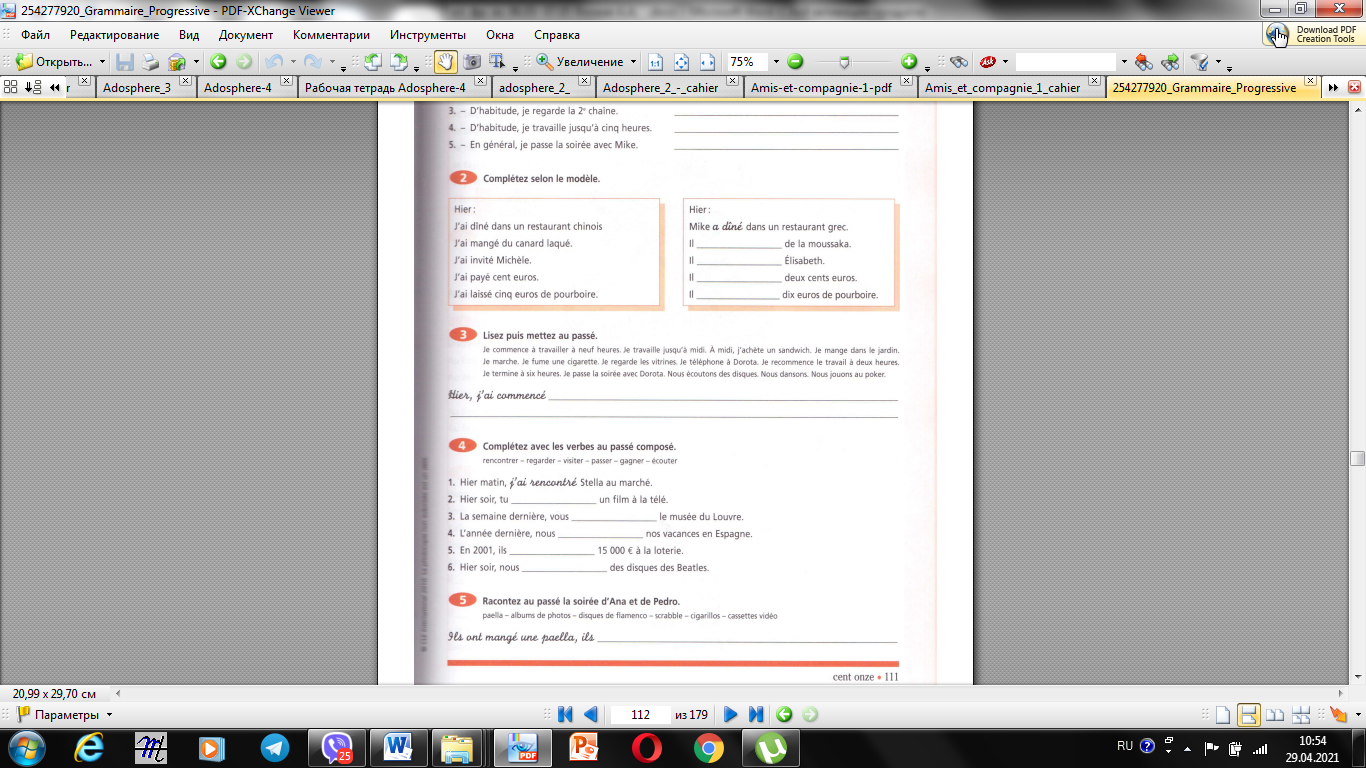 254277920_Grammaire_Progressive - PDF-XChange Viewer
Файл Редактирование Вид Документ Комментарии Инструменты Окна Справка
Download PDF
Creation Tools
Открыть... Увеличение 75%
Adosphere_3 Adosphere-4 Рабочая тетрадь Adosphere-4 adosphere_2_ Adosphere_2_-_cahier Amis-et-compagnie-1-pdf Amis_et_compagnie_1_cahier 254277920_Grammaire_Progressive
3. – D'habitude, je regarde la 2e chaîne.
4. – D'habitude, je travaille jusqu'à cinq heures.
5. – En général, je passe la soirée avec Mike.
2 Complétez selon le modèle.
Hier :
J'ai dîné dans un restaurant chinois
J'ai mangé du canard laqué.
J'ai invité Michèle.
J'ai payé cent euros.
J'ai laissé cinq euros de pourboire.
Hier :
Mike a dîné dans un restaurant grec.
Il ________ de la moussaka.
Il ________ Élisabeth.
Il ________ deux cents euros.
Il ________ dix euros de pourboire.
3 Lisez puis mettez au passé.
Je commence à travailler à neuf heures. Je travaille jusqu'à midi. À midi, j'achète un sandwich. Je mange dans le jardin.
Je marche. Je fume une cigarette. Je regarde les vitrines. Je téléphone à Dorota. Je recommence le travail à deux heures.
Je termine à six heures. Je passe la soirée avec Dorota. Nous écoutons des disques. Nous dansons. Nous jouons au poker.
Hier, j'ai commencé ________
4 Complétez avec les verbes au passé composé.
rencontrer – regarder – visiter – passer – gagner – écouter
1. Hier matin, j'ai rencontré Stella au marché.
2. Hier soir, tu ________ un film à la télé.
3. La semaine dernière, vous ________ le musée du Louvre.
4. L'année dernière, nous ________ nos vacances en Espagne.
5. En 2001, ils ________ 15 000 € à la loterie.
6. Hier soir, nous ________ des disques des Beatles.
5 Racontez au passé la soirée d'Ana et de Pedro.
paella – albums de photos – disques de flamenco – scrabble – cigarillos – cassettes vidéo
Ils ont mangé une paella, ils ________
cent onze • 111
20,99 x 29,70 см
Параметры 112 из 179
25 RU 10:54
29.04.2021